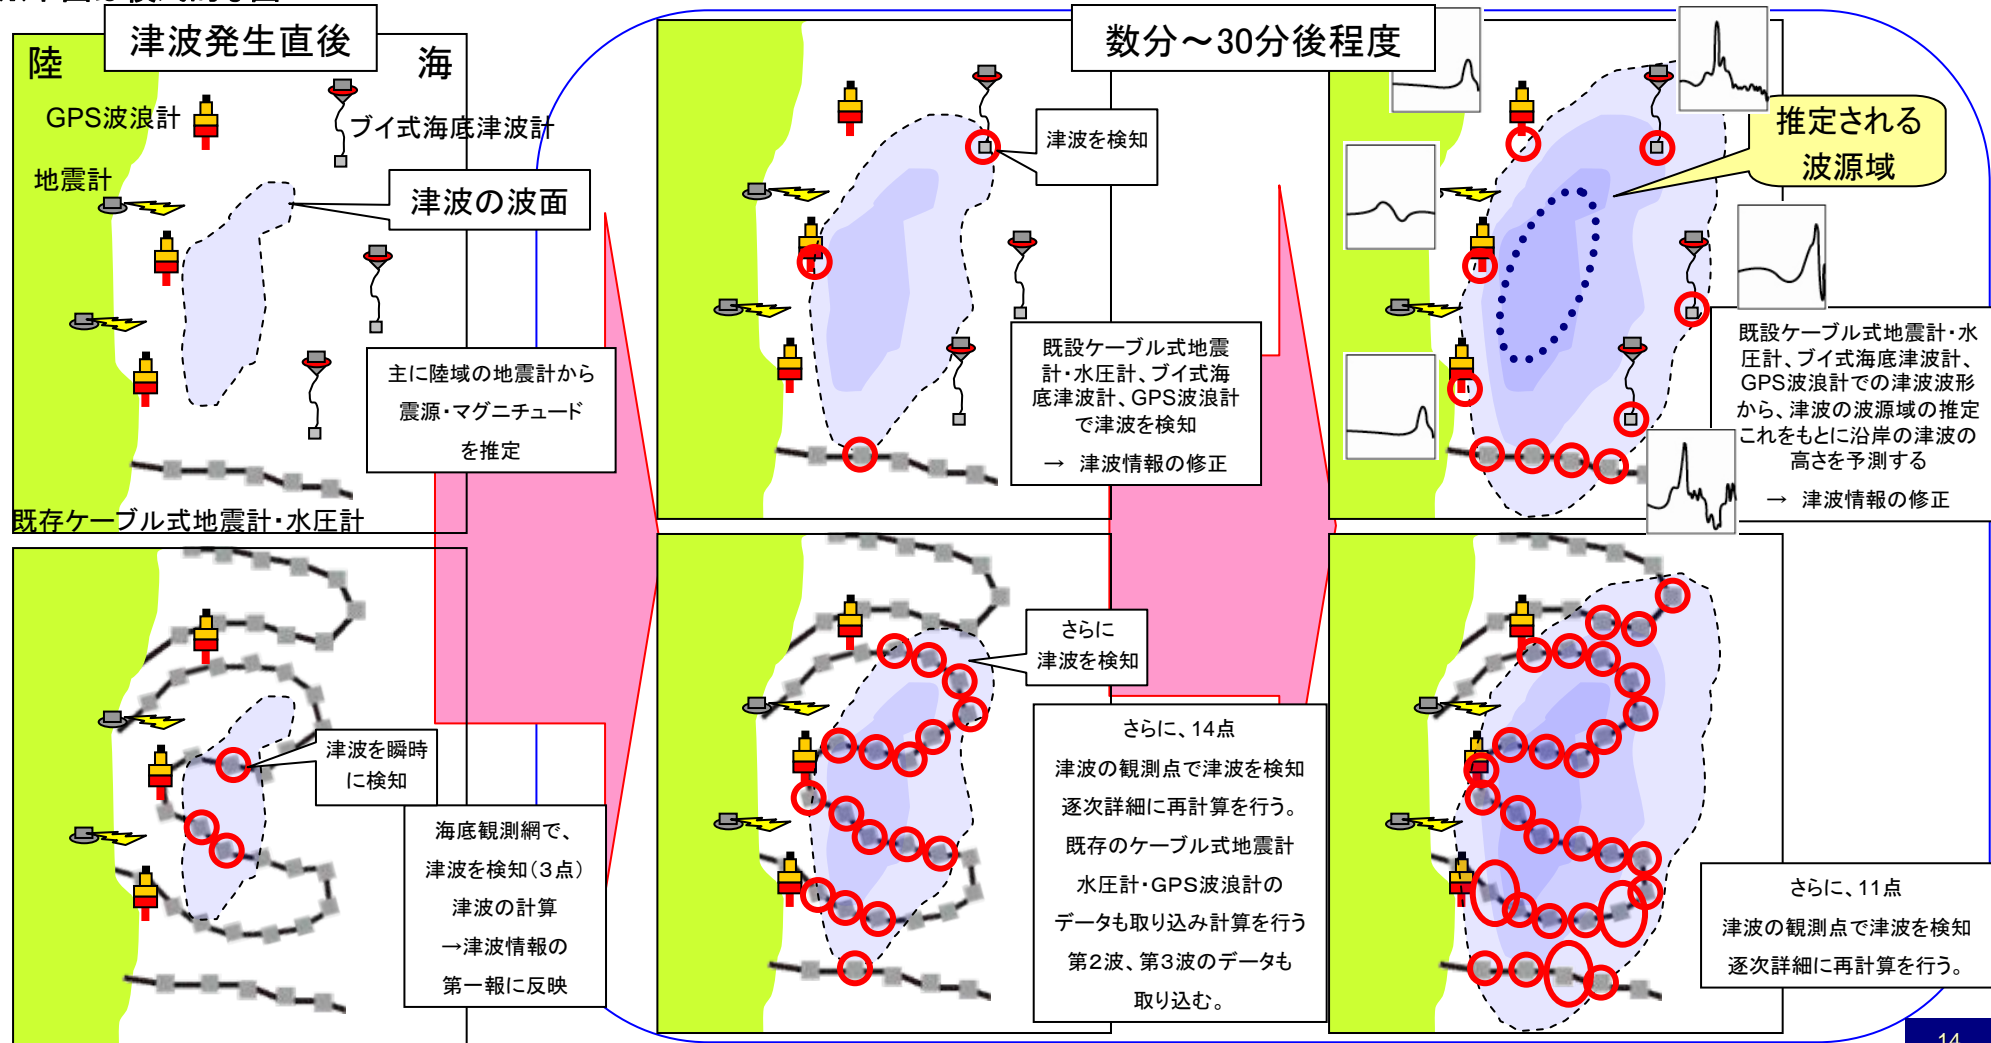 津波発生直後
陸
海
GPS波浪計
ブイ式海底津波計
地震計
津波の波面
主に陸域の地震計から
震源・マグニチュード
を推定
既存ケーブル式地震計・水圧計
数分～30分後程度
津波を検知
既設ケーブル式地震
計・水圧計、ブイ式海
底津波計、GPS波浪計
で津波を検知
→ 津波情報の修正
推定される
波源域
既設ケーブル式地震計・水
圧計、ブイ式海底津波計、
GPS波浪計での津波波形
から、津波の波源域の推定
これをもとに沿岸の津波の
高さを予測する
→ 津波情報の修正
津波を瞬時
に検知
海底観測網で、
津波を検知（３点）
津波の計算
→津波情報の
第一報に反映
さらに
津波を検知
さらに、14点
津波の観測点で津波を検知
逐次詳細に再計算を行う。
既存のケーブル式地震計
水圧計・GPS波浪計の
データも取り込み計算を行う
第２波、第３波のデータも
取り込む。
さらに、11点
津波の観測点で津波を検知
逐次詳細に再計算を行う。
14